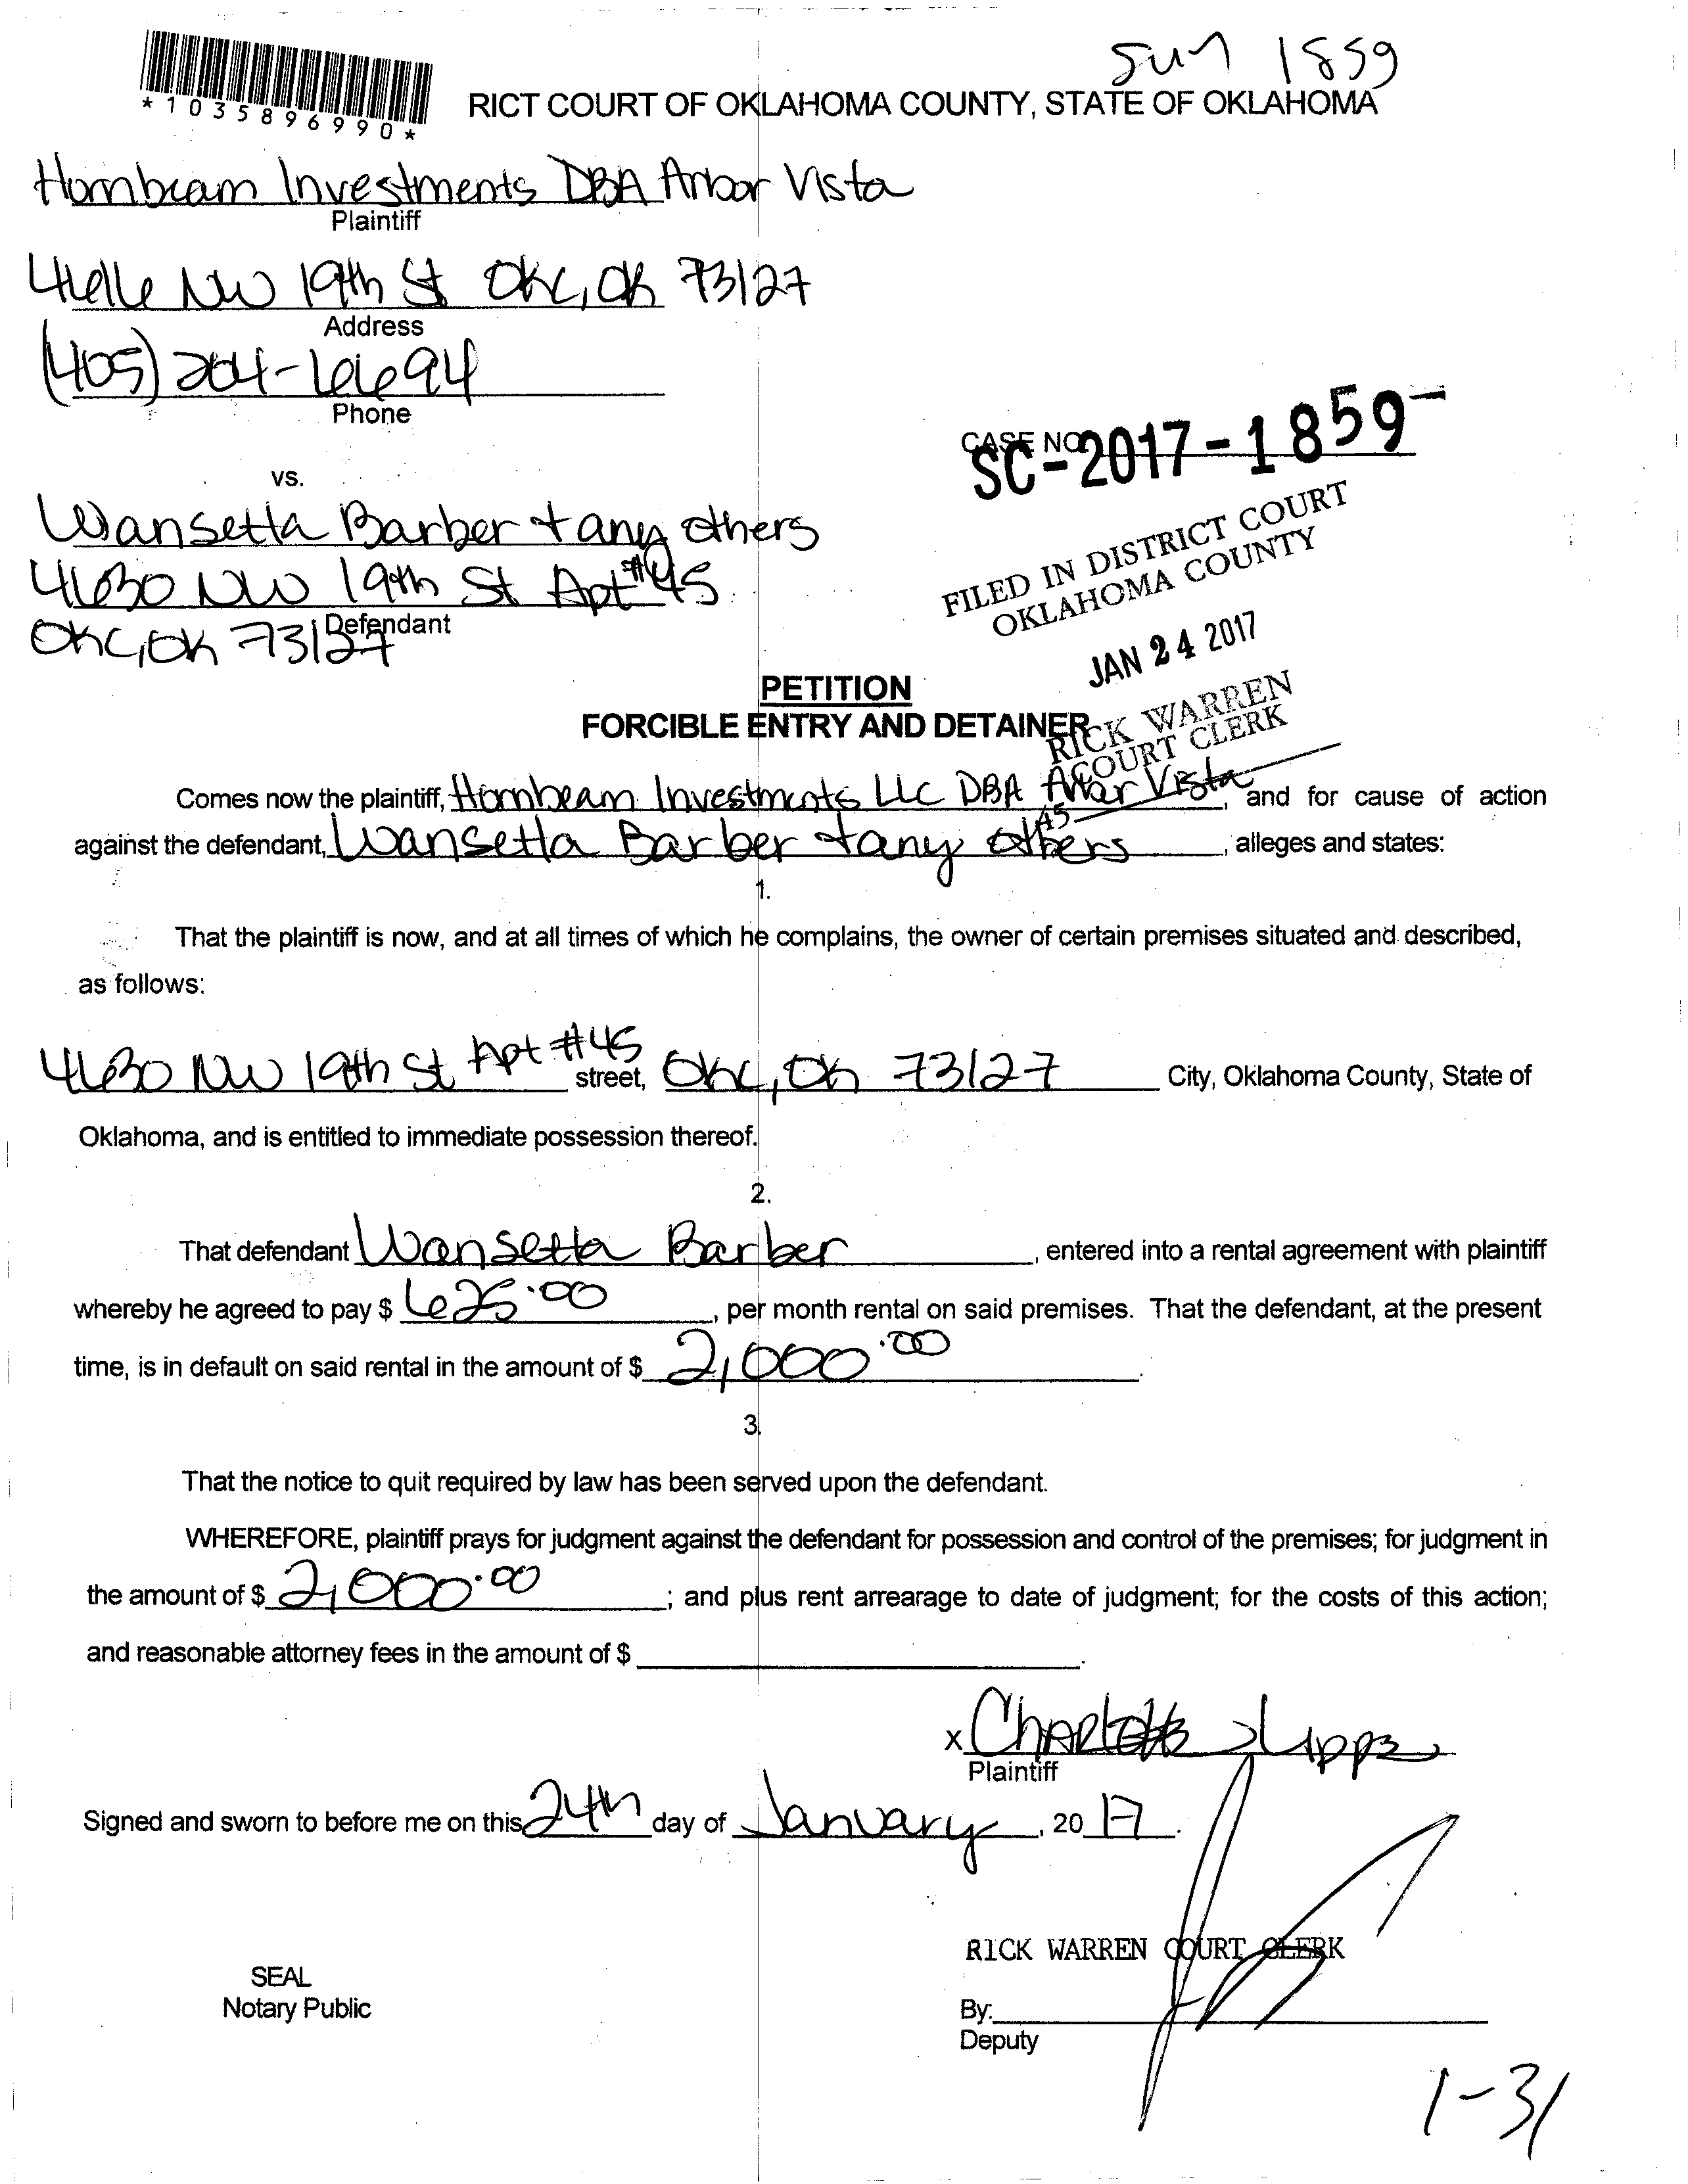 1859
*1035896990*
RICT COURT OF OKLAHOMA COUNTY, STATE OF OKLAHOMA
Hornbeam Investments DBA Arbor Vista
Plaintiff
4616 NW 19th St OKC, OK 73127
Address
(405) 204-6694
Phone
CASE NO.
SC-2017-1859-
vs.
Wansetta Barber + any others
4630 NW 19th St Apt #45
Defendant
OKC, OK 73127
FILED IN DISTRICT COURT
OKLAHOMA COUNTY
JAN 24 2017
RICK WARREN
COURT CLERK
PETITION
FORCIBLE ENTRY AND DETAINER
45
Comes now the plaintiff, Hornbeam Investments LLC DBA Arbor Vista, and for cause of action
against the defendant, Wansetta Barber + any others, alleges and states:
1.
That the plaintiff is now, and at all times of which he complains, the owner of certain premises situated and described,
as follows:
4630 NW 19th St Apt #45 street, OKC, OK 73127 City, Oklahoma County, State of
Oklahoma, and is entitled to immediate possession thereof.
2.
That defendant Wansetta Barber, entered into a rental agreement with plaintiff
whereby he agreed to pay $ 625.00, per month rental on said premises. That the defendant, at the present
time, is in default on said rental in the amount of $ 2,000.00.
3.
That the notice to quit required by law has been served upon the defendant.
WHEREFORE, plaintiff prays for judgment against the defendant for possession and control of the premises; for judgment in
the amount of $ 2,000.00; and plus rent arrearage to date of judgment; for the costs of this action;
and reasonable attorney fees in the amount of $ .
x Charlotte Lipps
Plaintiff
Signed and sworn to before me on this 24th day of January, 2017.
RICK WARREN COURT CLERK
SEAL
Notary Public
By:
Deputy
1-31